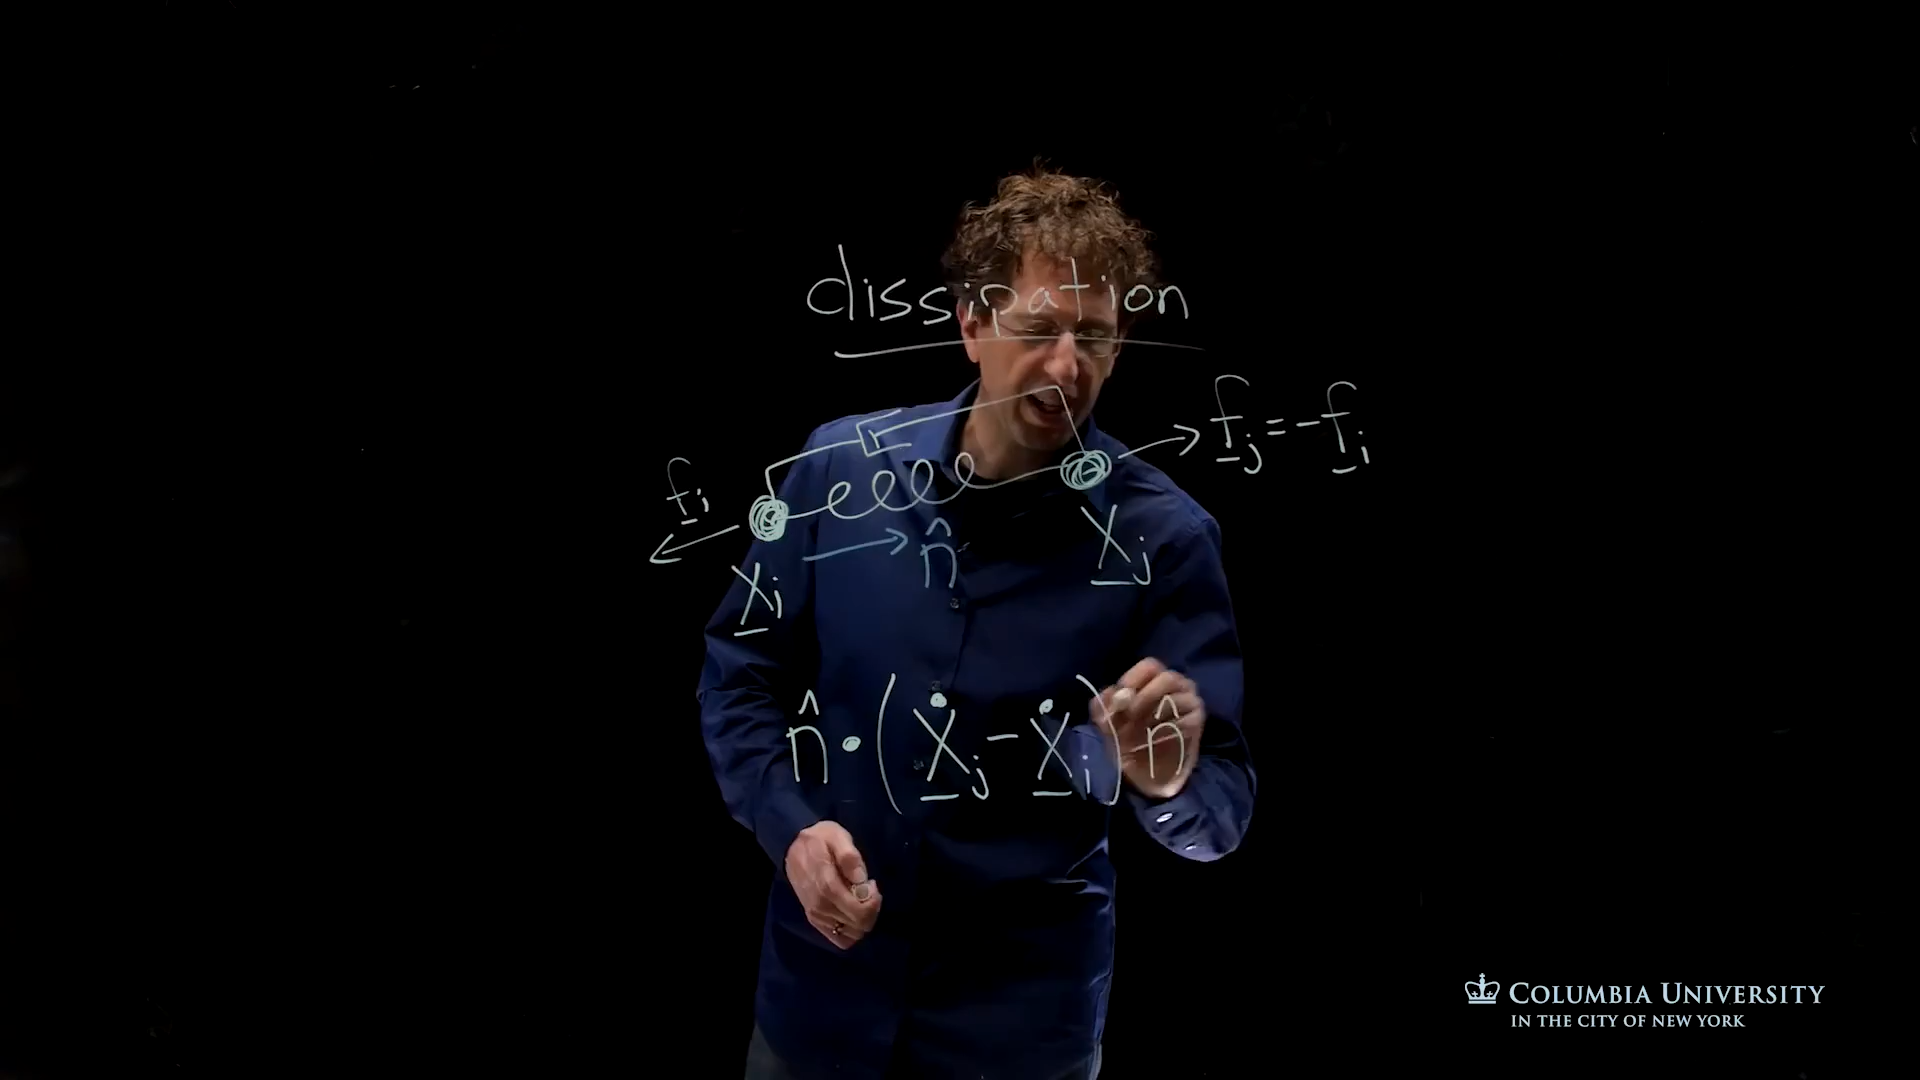 dissipation
f_j = -f_i
f_i
n̂
x_j
x_i
n̂ · (ẋ_j - ẋ_i) n̂
COLUMBIA UNIVERSITY
IN THE CITY OF NEW YORK